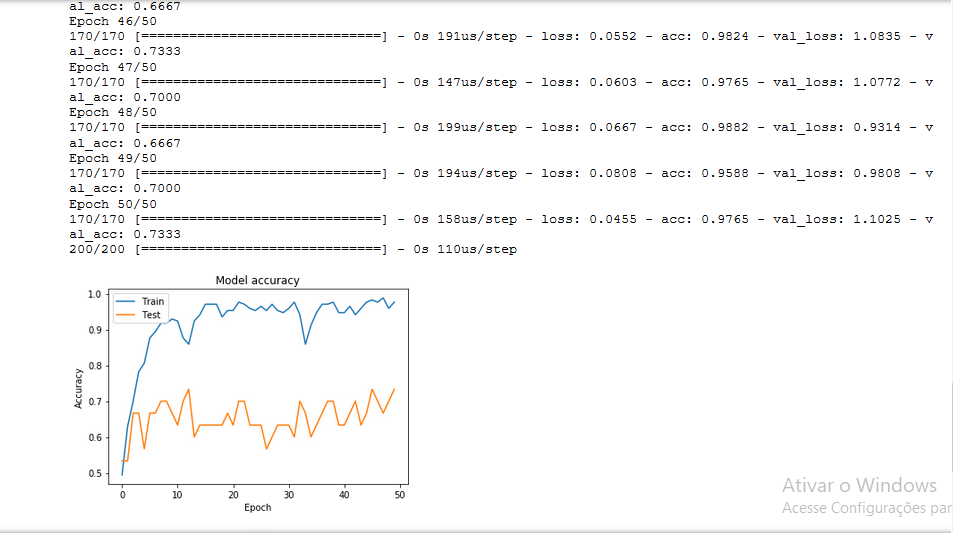 al_acc: 0.6667
Epoch 46/50
170/170 [==============================] - 0s 191us/step - loss: 0.0552 - acc: 0.9824 - val_loss: 1.0835 - v
al_acc: 0.7333
Epoch 47/50
170/170 [==============================] - 0s 147us/step - loss: 0.0603 - acc: 0.9765 - val_loss: 1.0772 - v
al_acc: 0.7000
Epoch 48/50
170/170 [==============================] - 0s 199us/step - loss: 0.0667 - acc: 0.9882 - val_loss: 0.9314 - v
al_acc: 0.6667
Epoch 49/50
170/170 [==============================] - 0s 194us/step - loss: 0.0808 - acc: 0.9588 - val_loss: 0.9808 - v
al_acc: 0.7000
Epoch 50/50
170/170 [==============================] - 0s 158us/step - loss: 0.0455 - acc: 0.9765 - val_loss: 1.1025 - v
al_acc: 0.7333
200/200 [==============================] - 0s 110us/step
Model accuracy
Train
Test
1.0
0.9
0.8
0.7
0.6
0.5
Accuracy
0 10 20 30 40 50
Epoch
Ativar o Windows
Acesse Configurações par